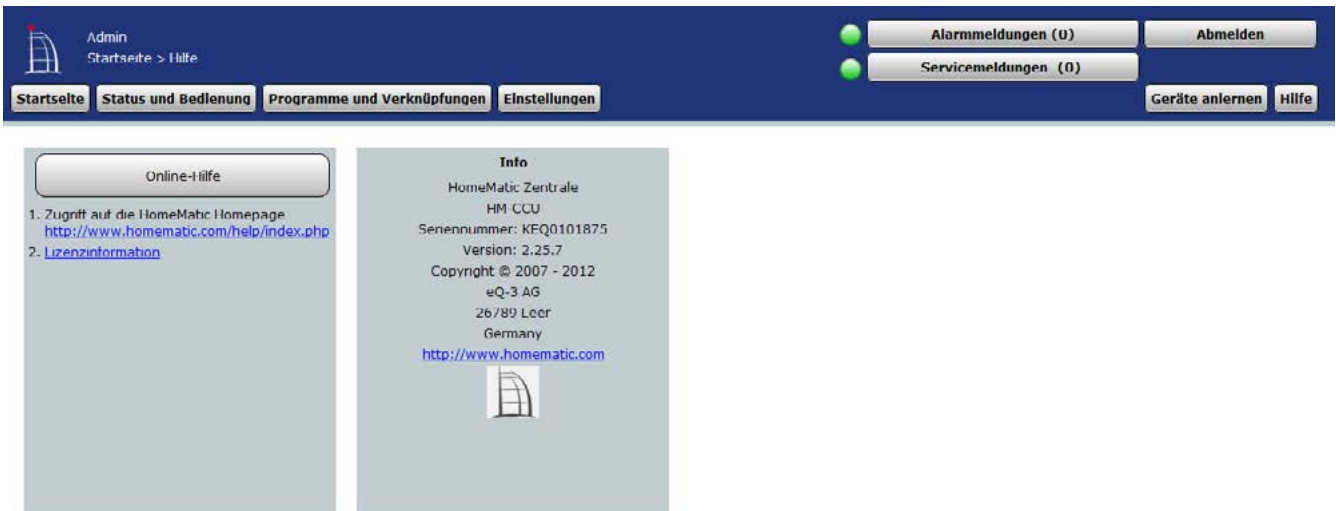 Admin
Startseite > Hilfe
Alarmmeldungen (0)
Abmelden
Servicemeldungen (0)
Startseite
Status und Bedienung
Programme und Verknüpfungen
Einstellungen
Geräte anlernen
Hilfe
Online-Hilfe
1. Zugriff auf die HomeMatic Homepage
http://www.homematic.com/help/index.php
2. Lizenzinformation
Info
HomeMatic Zentrale
HM-CCU
Seriennummer: KEQ0101875
Version: 2.25.7
Copyright © 2007 - 2012
eQ-3 AG
26789 Leer
Germany
http://www.homematic.com